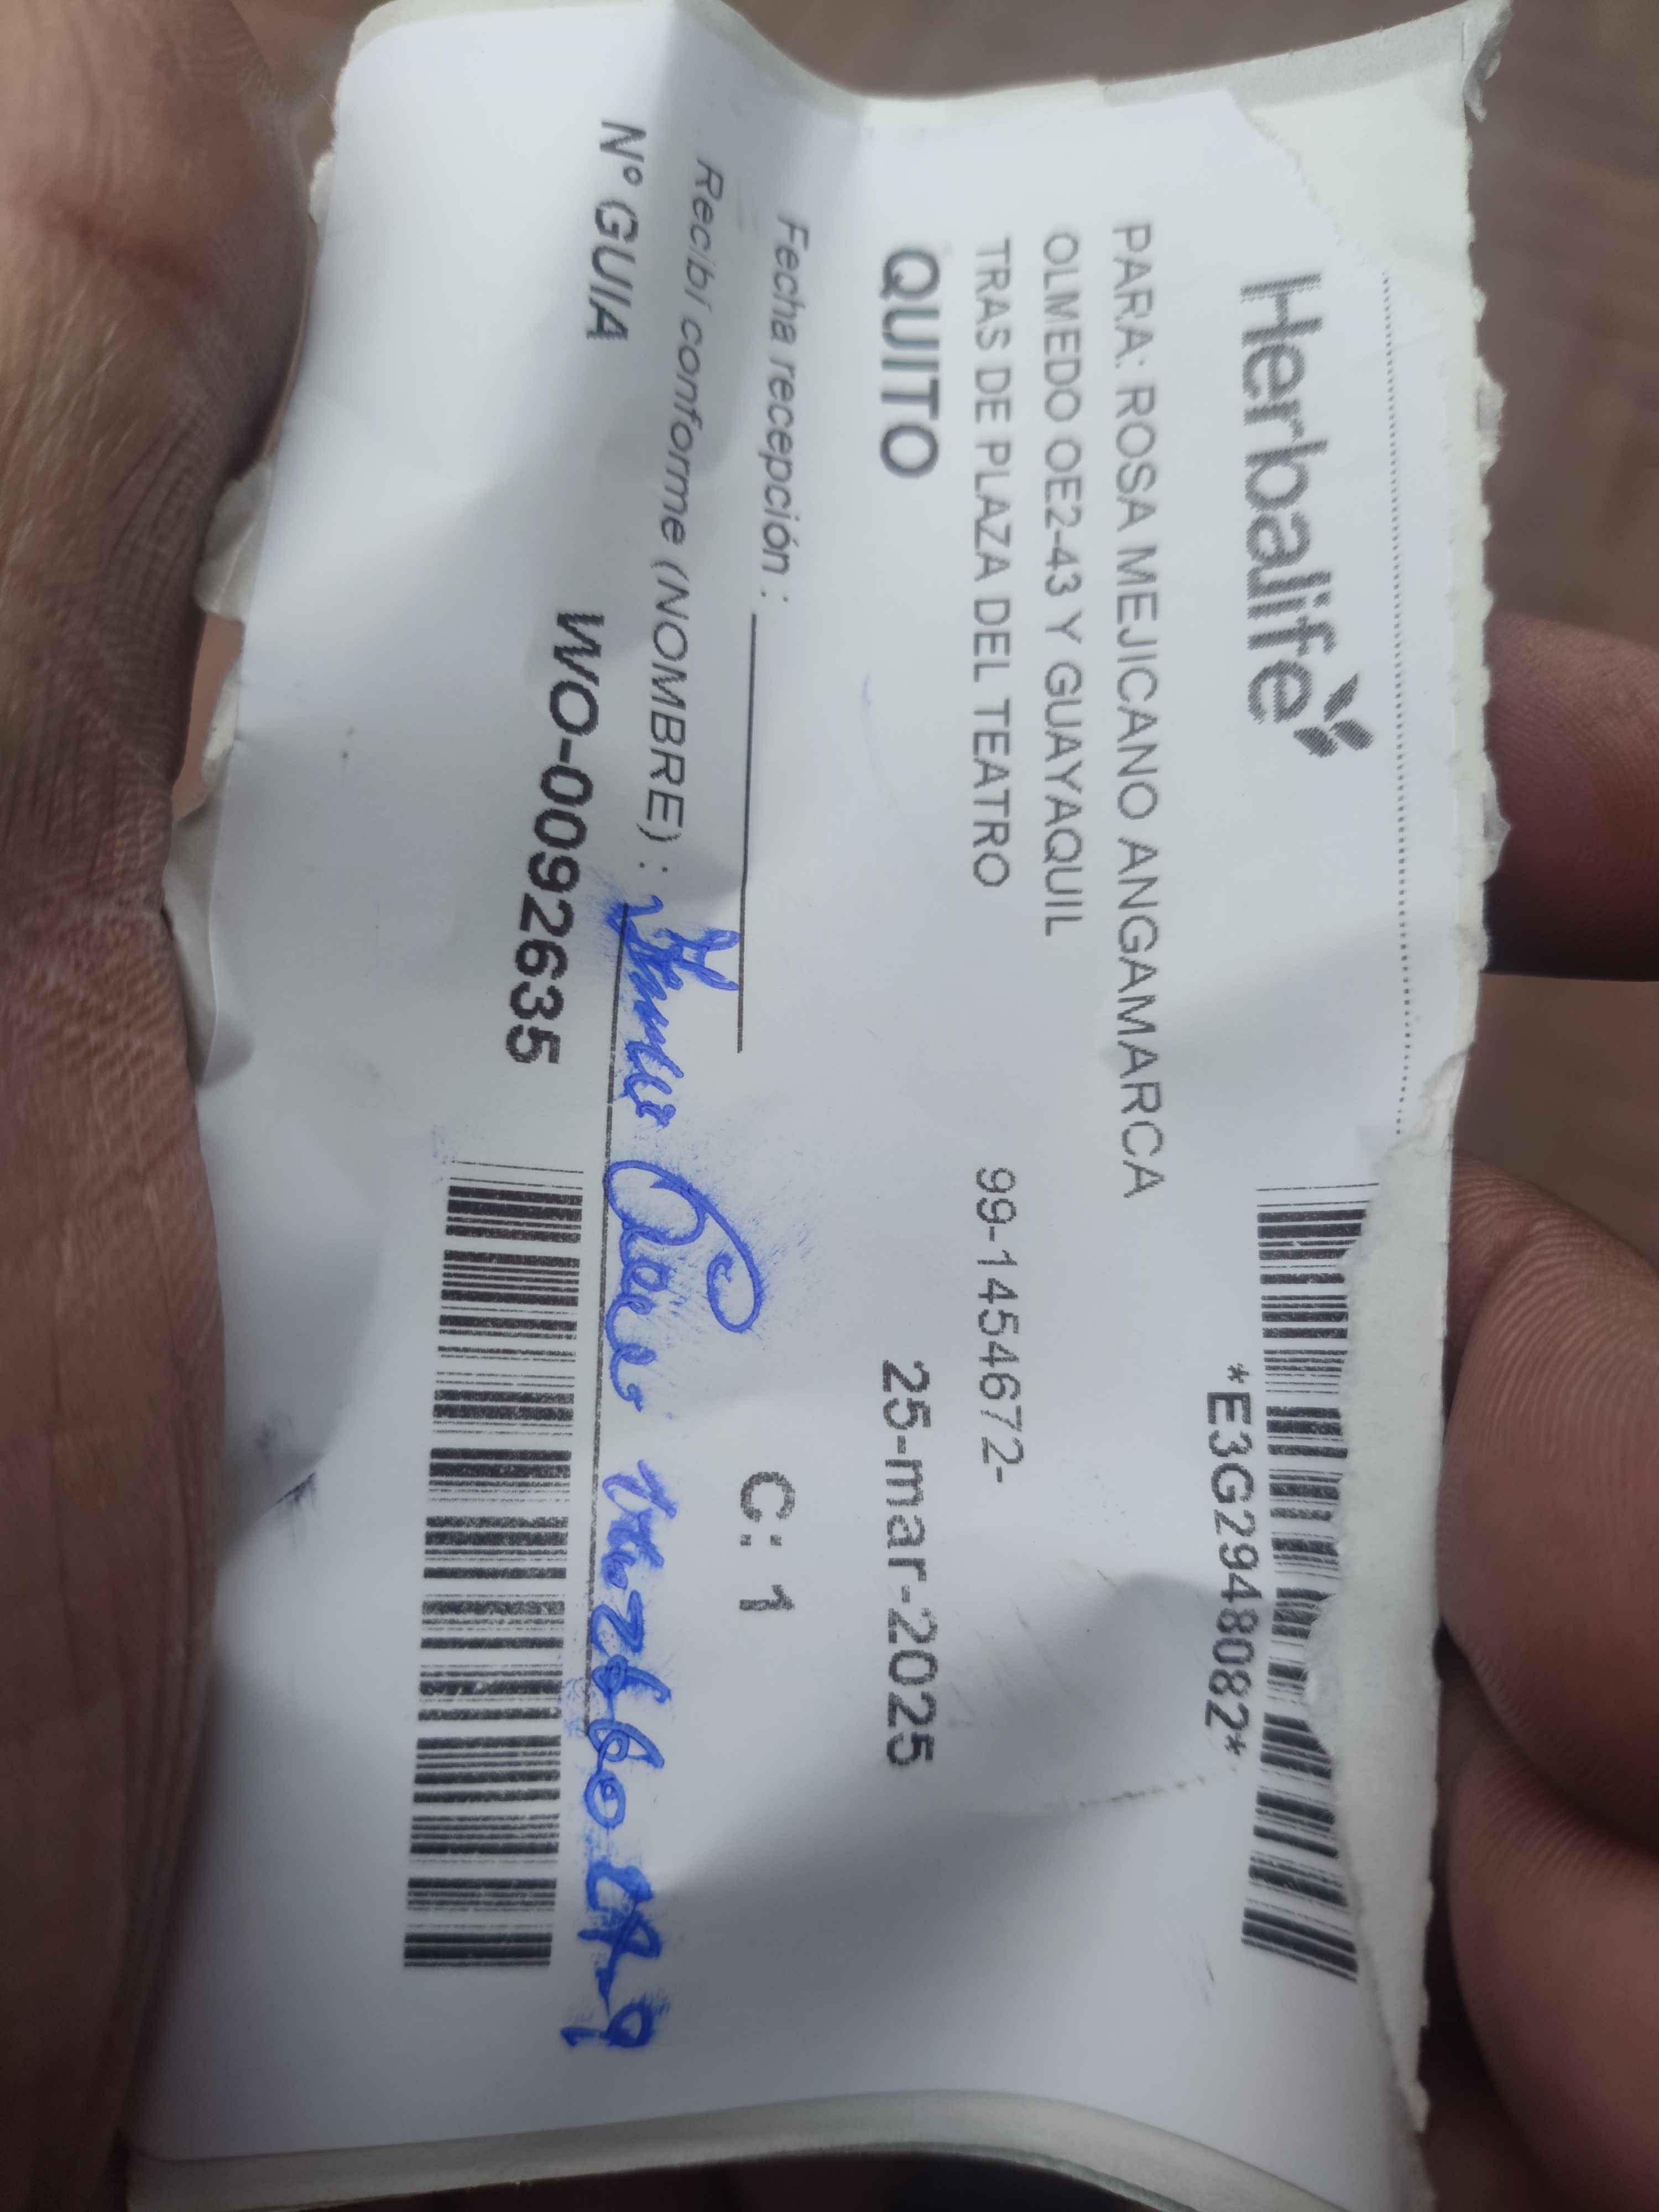 Herbalife
*E3G2948082*
PARA: ROSA MEJICANO ANGAMARCA
OLMEDO OE2-43 Y GUAYAQUIL
TRAS DE PLAZA DEL TEATRO 99-1454672-
QUITO 25-mar-2025
Fecha recepción :
C: 1
Recibí conforme (NOMBRE) :
Nº GUIA WO-0092635